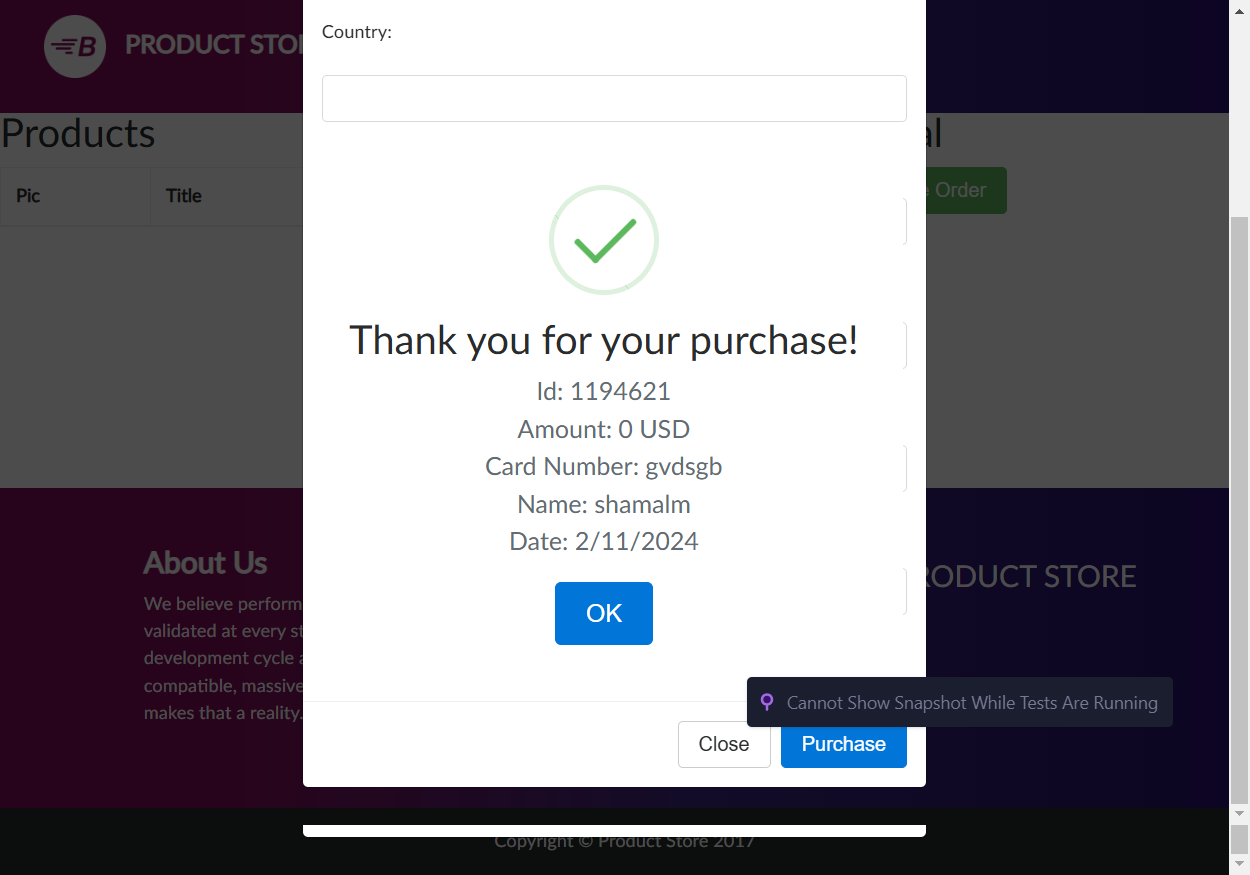 Country:
B
PRODUCT STO
Products
Pic
Title
al
e Order
Thank you for your purchase!
Id: 1194621
Amount: 0 USD
Card Number: gvdsgb
Name: shamalm
Date: 2/11/2024
OK
About Us
We believe perform
validated at every st
development cycle a
compatible, massive
makes that a reality.
RODUCT STORE
Cannot Show Snapshot While Tests Are Running
Close
Purchase
Copyright © Product Store 2017